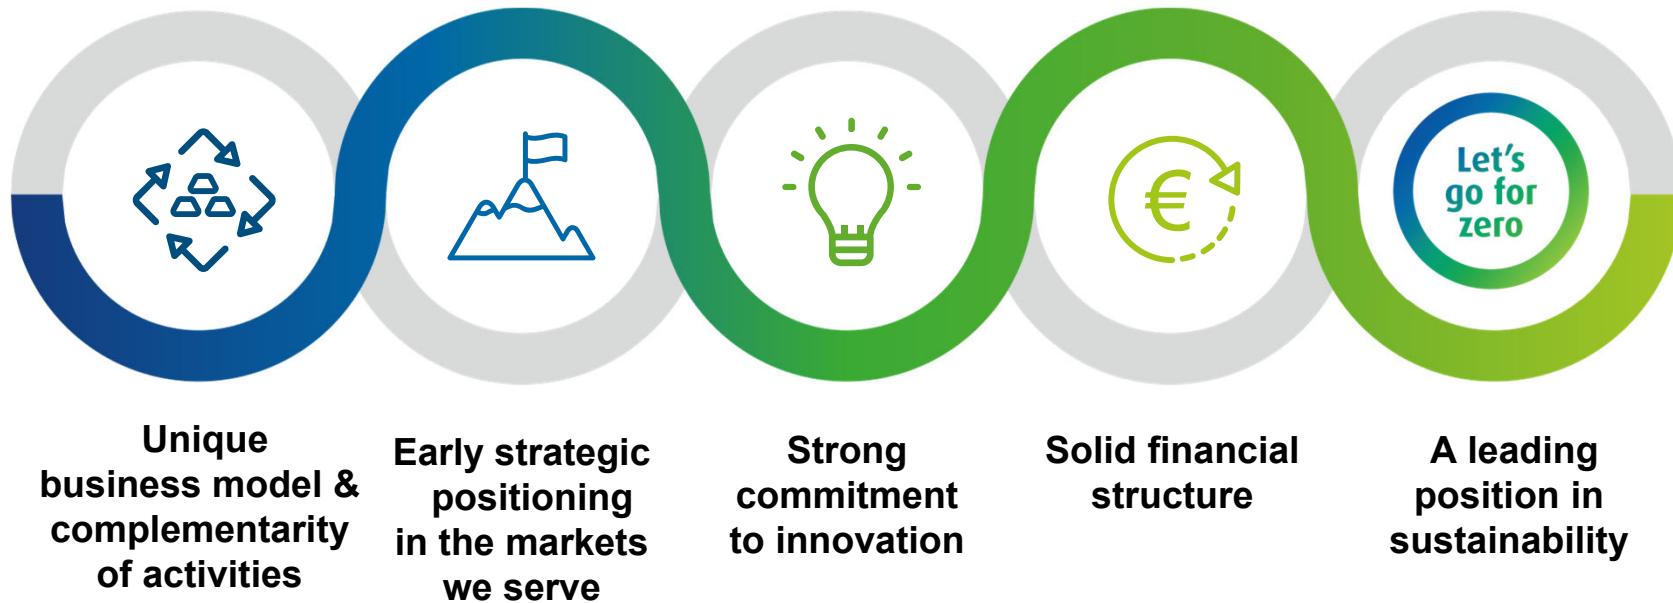 Let's
go for
zero
€
Unique
business model &
complementarity
of activities
Early strategic
positioning
in the markets
we serve
Strong
commitment
to innovation
Solid financial
structure
A leading
position in
sustainability